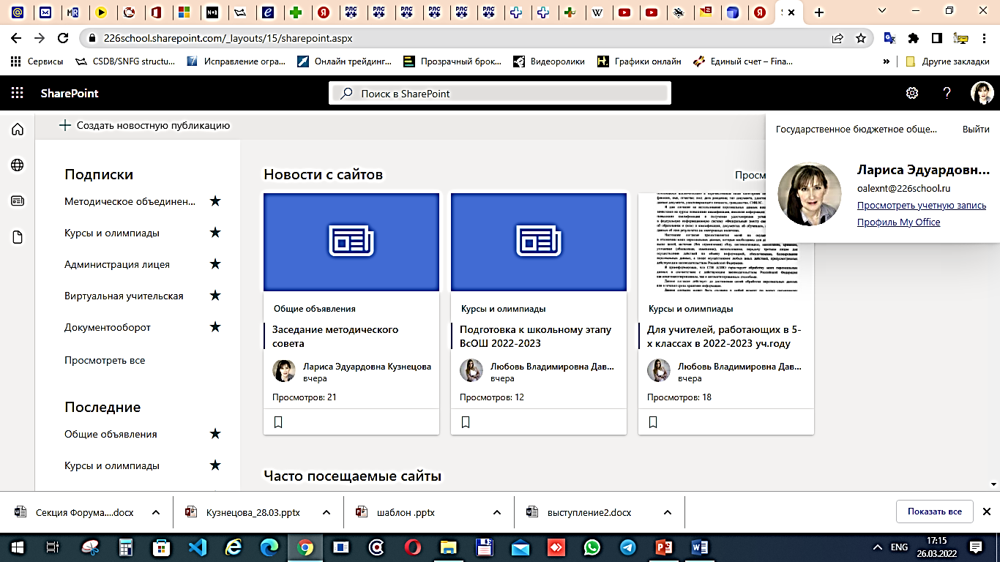 226school.sharepoint.com/_layouts/15/sharepoint.aspx
Сервисы
CSDB/SNFG structu...
Исправление огра...
Онлайн трейдинг...
Прозрачный брок...
Видеоролики
Графики онлайн
Единый счет – Fina...
»
Другие закладки
SharePoint
Поиск в SharePoint
?
+ Создать новостную публикацию
Государственное бюджетное обще...
Выйти
Лариса Эдуардовн...
oalexnt@226school.ru
Просмотреть учетную запись
Профиль My Office
Подписки
Методическое объединен...
Курсы и олимпиады
Администрация лицея
Виртуальная учительская
Документооборот
Просмотреть все
Последние
Общие объявления
Курсы и олимпиады
Новости с сайтов
Просм
Общие объявления
Заседание методического
совета
Лариса Эдуардовна Кузнецова
вчера
Просмотров: 21
Курсы и олимпиады
Подготовка к школьному этапу
ВсОШ 2022-2023
Любовь Владимировна Дав...
вчера
Просмотров: 12
Курсы и олимпиады
Для учителей, работающих в 5-
х классах в 2022-2023 уч.году
Любовь Владимировна Дав...
вчера
Просмотров: 18
Часто посещаемые сайты
Секция Форума....docx
Кузнецова_28.03.pptx
шаблон .pptx
выступление2.docx
Показать все
ENG
17:15
26.03.2022